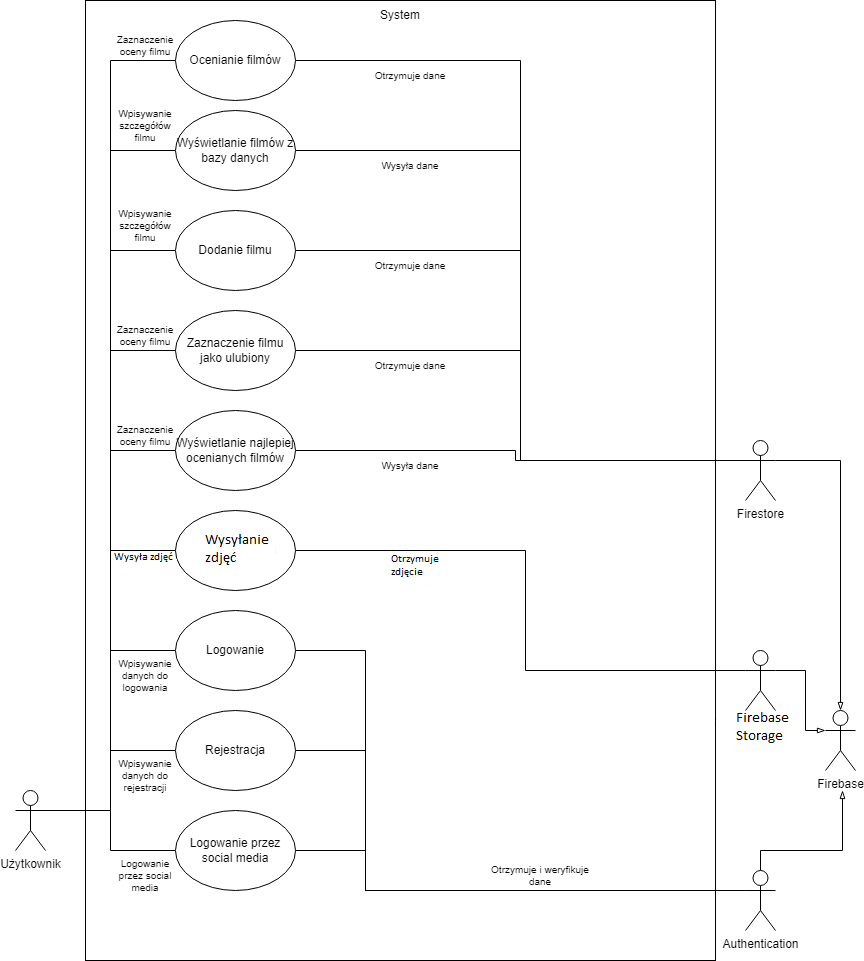 System
Zaznaczenie
oceny filmu
Ocenianie filmów
Otrzymuje dane
Wpisywanie
szczegółów
filmu
Wyświetlanie filmów z
bazy danych
Wysyła dane
Wpisywanie
szczegółów
filmu
Dodanie filmu
Otrzymuje dane
Zaznaczenie
oceny filmu
Zaznaczenie filmu
jako ulubiony
Otrzymuje dane
Zaznaczenie
oceny filmu
Wyświetlanie najlepiej
ocenianych filmów
Wysyła dane
Firestore
Wysyła zdjęć
Wysyłanie
zdjęć
Otrzymuje
zdjęcie
Wpisywanie
danych do
logowania
Logowanie
Firebase
Storage
Wpisywanie
danych do
rejestracji
Rejestracja
Firebase
Użytkownik
Logowanie
przez social
media
Logowanie przez
social media
Otrzymuje i weryfikuje
dane
Authentication